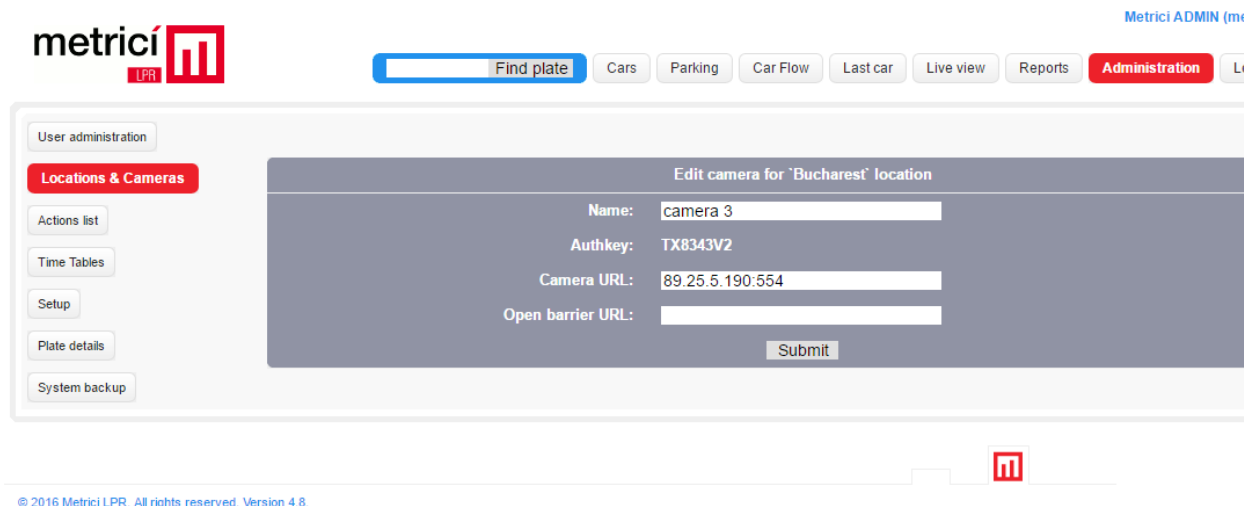 Metrici ADMIN (me
metrici
LPR
Find plate Cars Parking Car Flow Last car Live view Reports Administration
User administration
Locations & Cameras
Edit camera for `Bucharest` location
Name: camera 3
Actions list
Authkey: TX8343V2
Time Tables
Camera URL: 89.25.5.190:554
Setup
Open barrier URL:
Plate details
Submit
System backup
© 2016 Metrici LPR. All rights reserved. Version 4.8.